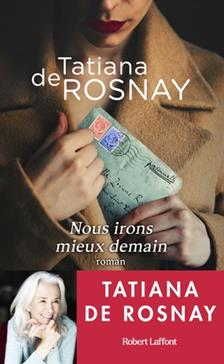 Tatiana
de ROSNAY
Nous irons
mieux demain
roman
TATIANA
DE ROSNAY
Robert Laffont